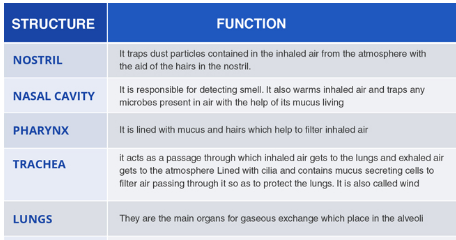 STRUCTURE FUNCTION
NOSTRIL It traps dust particles contained in the inhaled air from the atmosphere with
the aid of the hairs in the nostril.
NASAL CAVITY It is responsible for detecting smell. It also warms inhaled air and traps any
microbes present in air with the help of its mucus living
PHARYNX It is lined with mucus and hairs which help to filter inhaled air
TRACHEA it acts as a passage through which inhaled air gets to the lungs and exhaled air
gets to the atmosphere Lined with cilia and contains mucus secreting cells to
filter air passing through it so as to protect the lungs. It is also called wind
LUNGS They are the main organs for gaseous exchange which place in the alveoli